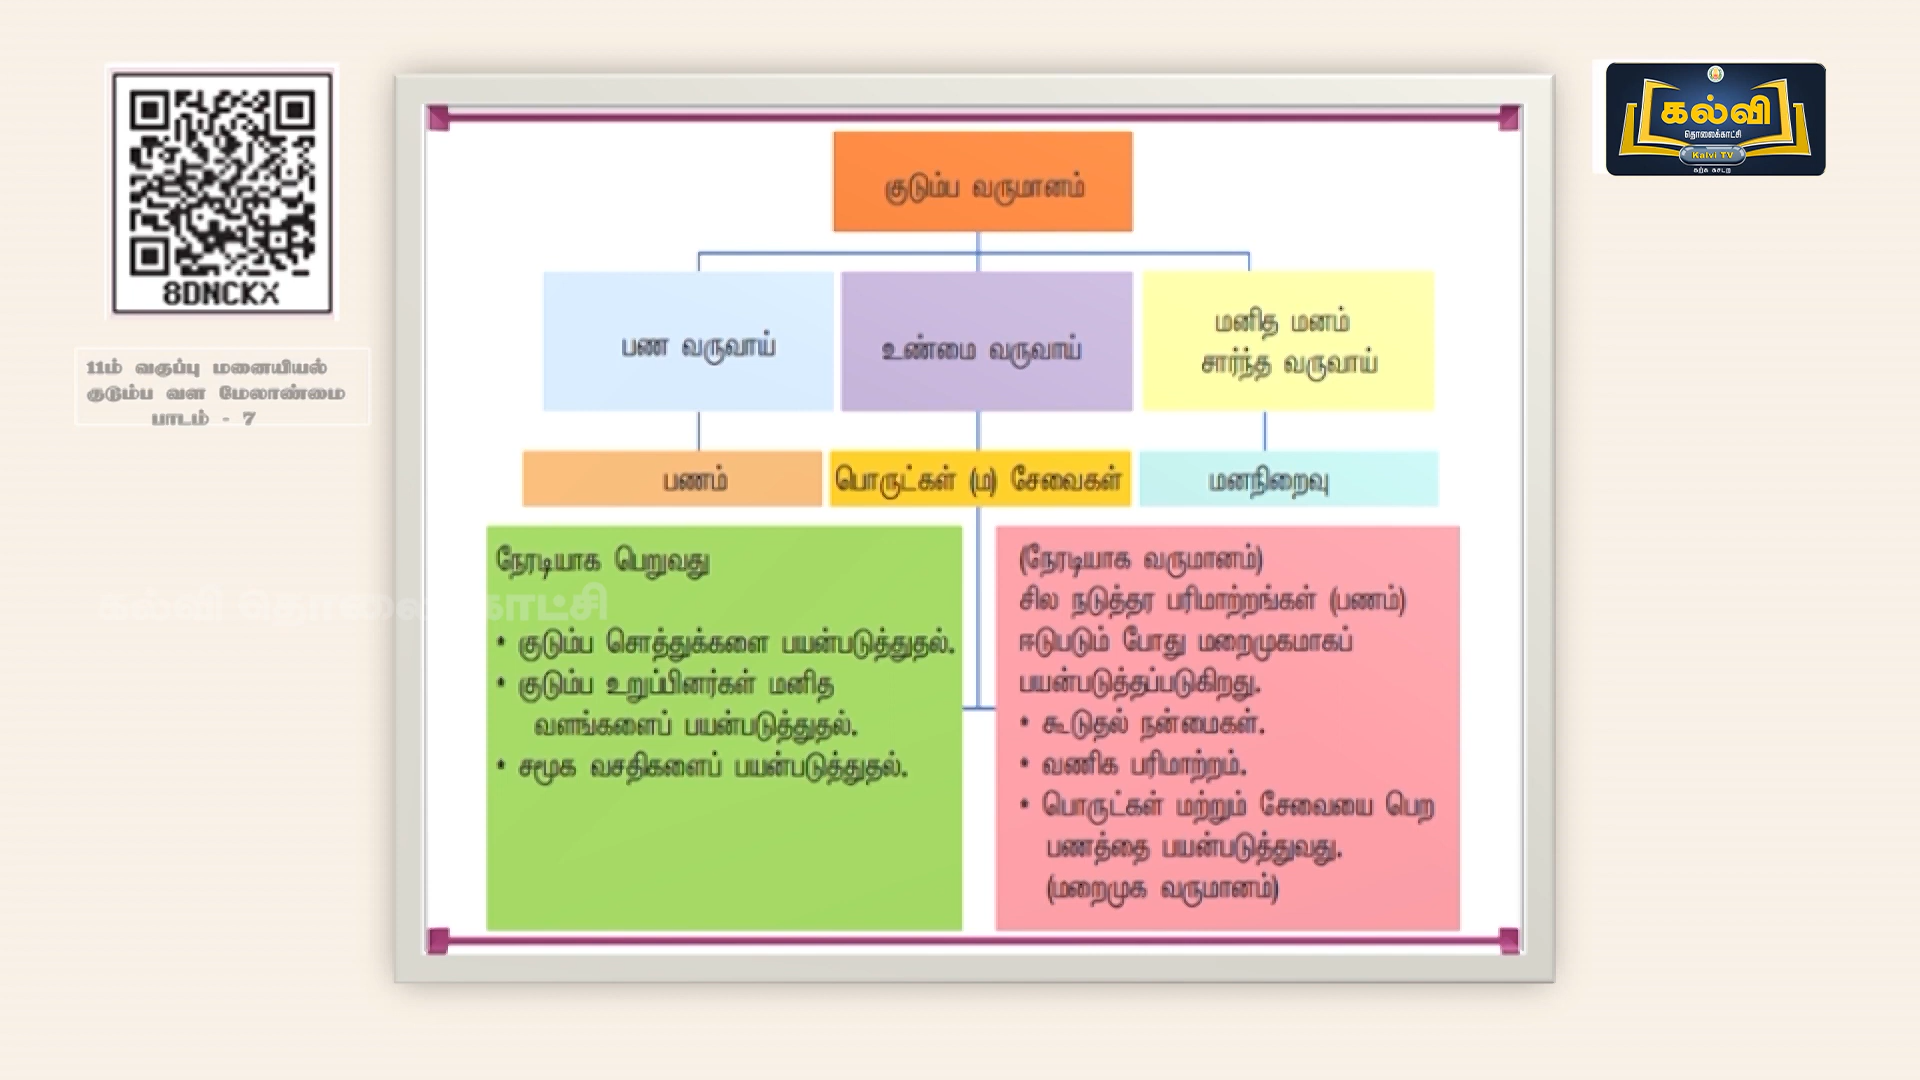 8DNCKX
11ம் வகுப்பு மனையியல்
குடும்ப வள மேலாண்மை
பாடம் - 7
கல்வி
தொலைக்காட்சி
Kalvi TV
கற்க கசடற
குடும்ப வருமானம்
பண வருவாய்
உண்மை வருவாய்
மனித மனம்
சார்ந்த வருவாய்
பணம்
பொருட்கள் (ம) சேவைகள்
மனநிறைவு
நேரடியாக பெறுவது
• குடும்ப சொத்துக்களை பயன்படுத்துதல்.
• குடும்ப உறுப்பினர்கள் மனித
வளங்களைப் பயன்படுத்துதல்.
• சமூக வசதிகளைப் பயன்படுத்துதல்.
(நேரடியாக வருமானம்)
சில நடுத்தர பரிமாற்றங்கள் (பணம்)
ஈடுபடும் போது மறைமுகமாகப்
பயன்படுத்தப்படுகிறது.
• கூடுதல் நன்மைகள்.
• வணிக பரிமாற்றம்.
• பொருட்கள் மற்றும் சேவையை பெற
பணத்தை பயன்படுத்துவது.
(மறைமுக வருமானம்)
கல்வி தொலைக்காட்சி